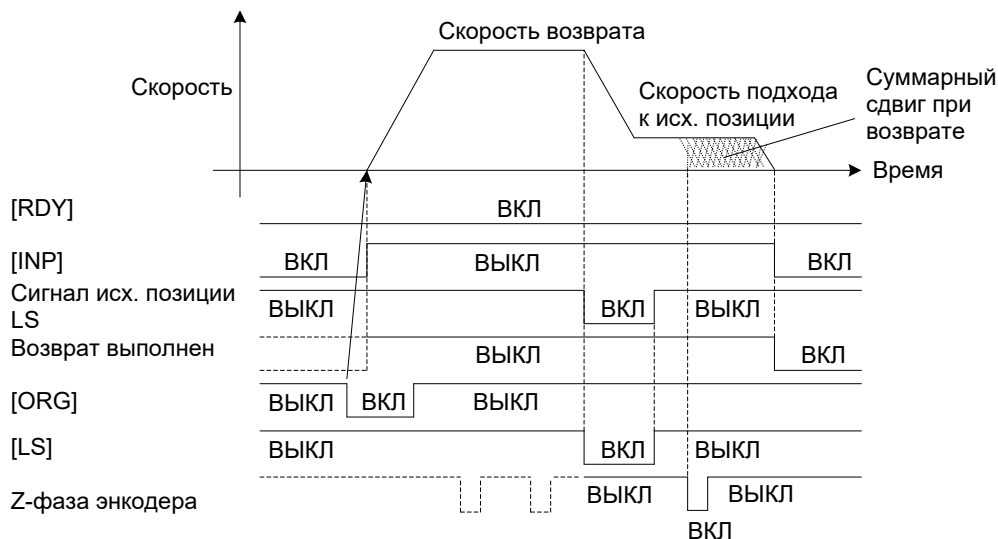 Скорость возврата
Скорость
Скорость подхода
к исх. позиции
Суммарный
сдвиг при
возврате
Время
[RDY]
ВКЛ
[INP]
ВКЛ ВЫКЛ ВКЛ
Сигнал исх. позиции
LS
ВЫКЛ ВКЛ ВЫКЛ
Возврат выполнен
ВЫКЛ ВКЛ
[ORG]
ВЫКЛ ВКЛ ВЫКЛ
[LS]
ВЫКЛ ВКЛ ВЫКЛ
Z-фаза энкодера
ВЫКЛ ВЫКЛ
ВКЛ